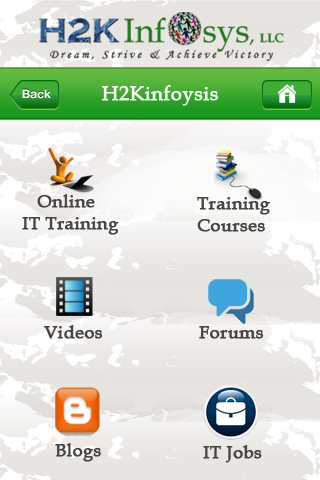 H2K Infosys, LLC
Dream, Strive & Achieve Victory
Back
H2Kinfoysis
Online
IT Training
Training
Courses
Videos
Forums
Blogs
IT Jobs